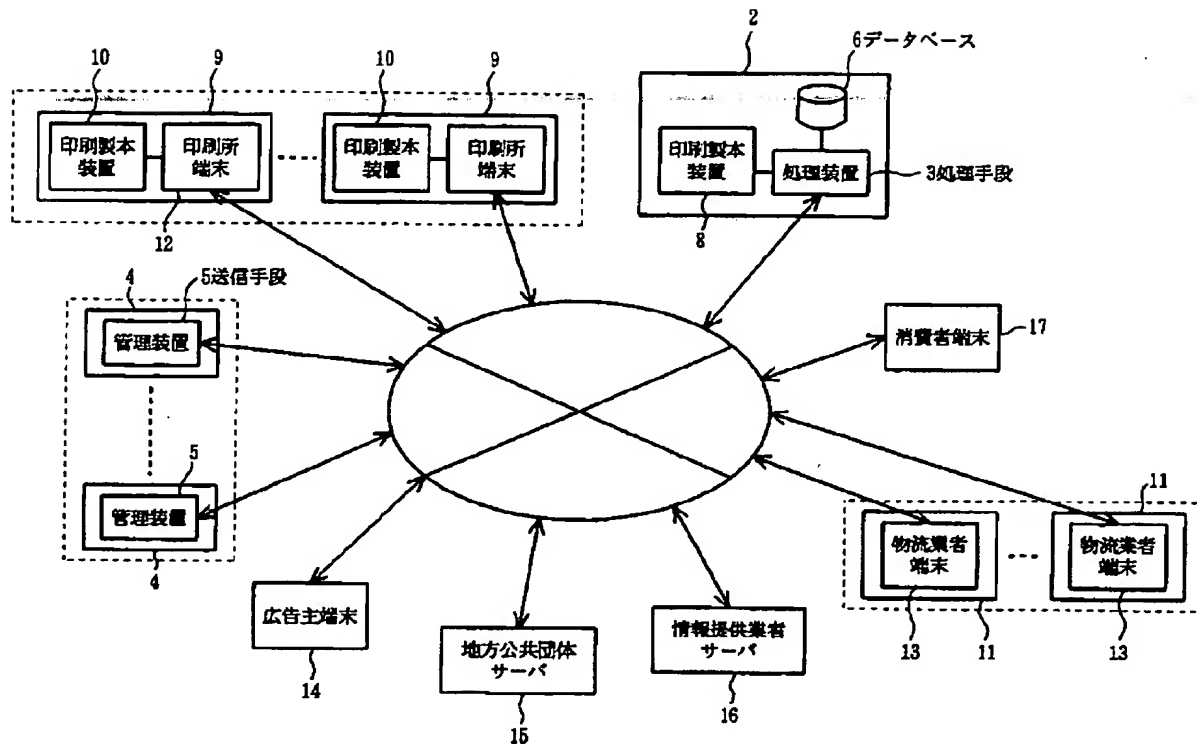 10
9
10
9
2
6データベース
印刷製本
装置
印刷所
端末
印刷製本
装置
印刷所
端末
印刷製本
装置
処理装置
3処理手段
12
8
4
5送信手段
管理装置
消費者端末
17
5
管理装置
4
11
11
物流業者
端末
物流業者
端末
13
13
11
広告主端末
14
地方公共団体
サーバ
15
情報提供業者
サーバ
16